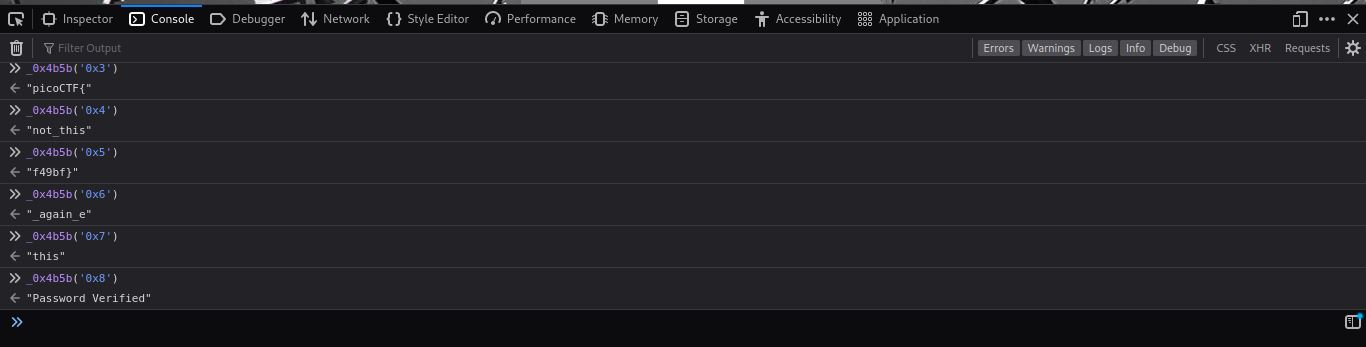 Inspector Console Debugger Network Style Editor Performance Memory Storage Accessibility Application
Filter Output Errors Warnings Logs Info Debug CSS XHR Requests
_0x4b5b('0x3')
"picoCTF{"
_0x4b5b('0x4')
"not_this"
_0x4b5b('0x5')
"f49bf}"
_0x4b5b('0x6')
"_again_e"
_0x4b5b('0x7')
"this"
_0x4b5b('0x8')
"Password Verified"